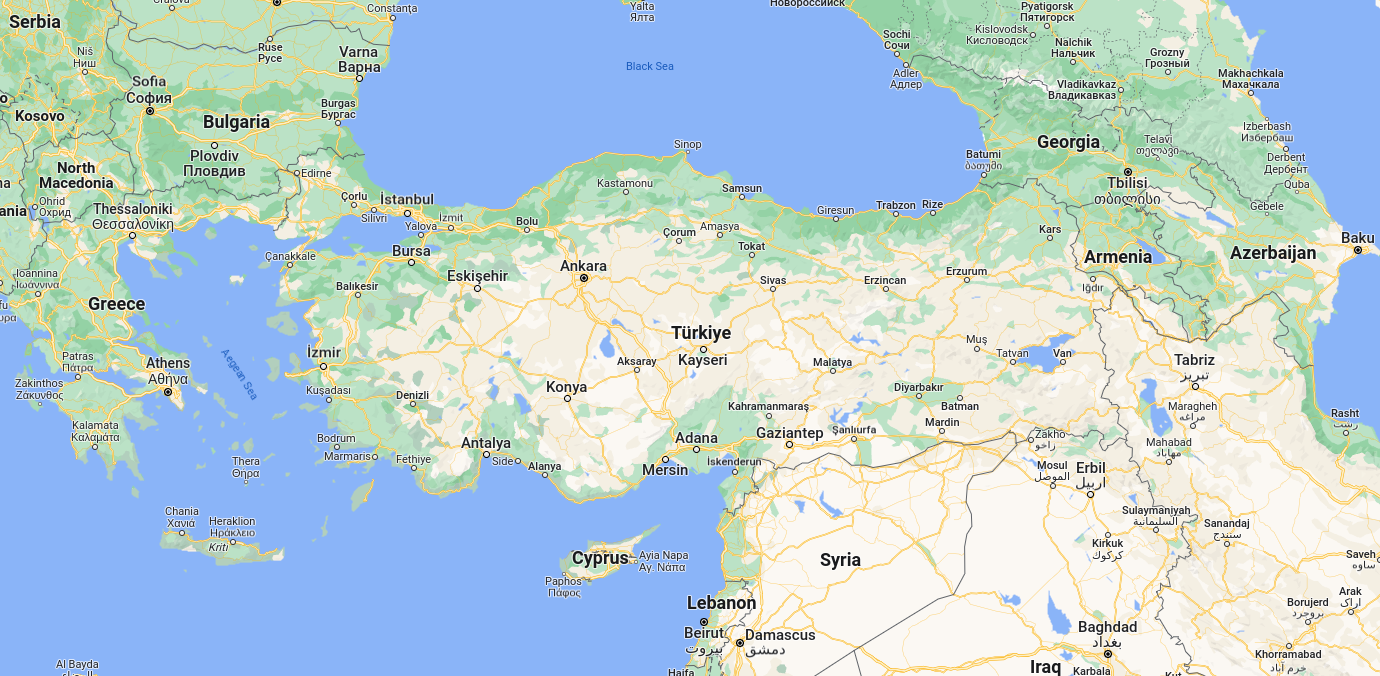 Serbia
Constanța
Yalta
Ялта
Новороссийск
Pyatigorsk
Пятигорск
Sochi
Сочи
Kislovodsk
Кисловодск
Nalchik
Нальчик
Grozny
Грозный
Niš
Ниш
Ruse
Русе
Varna
Варна
Black Sea
Adler
Адлер
Vladikavkaz
Владикавказ
Makhachkala
Махачкала
Sofia
София
Kosovo
Bulgaria
Burgas
Бургас
Izberbash
Избербаш
Georgia
Telavi
თელავი
Sinop
Plovdiv
Пловдив
Batumi
ბათუმი
Derbent
Дербент
North
Macedonia
Edirne
Kastamonu
Samsun
Tbilisi
თბილისი
Quba
Ohrid
Охрид
Thessaloniki
Θεσσαλονίκη
Çorlu
İstanbul
Silivri
İzmit
Yalova
Bolu
Giresun
Trabzon
Rize
Gəbələ
Çorum
Amasya
Kars
Baku
Çanakkale
Bursa
Tokat
Armenia
Azerbaijan
Ioannina
Ιωάννινα
Balıkesir
Eskişehir
Ankara
Sivas
Erzincan
Erzurum
Iğdır
Greece
Türkiye
Patras
Πάτρα
Athens
Αθήνα
Aegean Sea
İzmir
Aksaray
Kayseri
Malatya
Muş
Tatvan
Van
Tabriz
تبریز
Zakinthos
Ζάκυνθος
Kuşadası
Denizli
Konya
Diyarbakır
Batman
Maragheh
مراغه
Rasht
رشت
Kalamata
Καλαμάτα
Kahramanmaraş
Mardin
Bodrum
Marmaris
Fethiye
Antalya
Side
Alanya
Adana
Mersin
Gaziantep
Şanlıurfa
İskenderun
Zakho
زاخو
Mahabad
مهاباد
Thera
Θήρα
Mosul
الموصل
Erbil
اربيل
Chania
Χανιά
Heraklion
Ηράκλειο
Kriti
Sulaymaniyah
السليمانية
Sanandaj
سنندج
Kirkuk
كركوك
Cyprus
Ayia Napa
Αγ. Νάπα
Paphos
Πάφος
Syria
Saveh
ساوه
Lebanon
Beirut
بيروت
Damascus
دمشق
Arak
اراک
Borujerd
بروجرد
Baghdad
بغداد
Khorramabad
خرم آباد
Al Bayda
Haifa
Iraq
Karbala